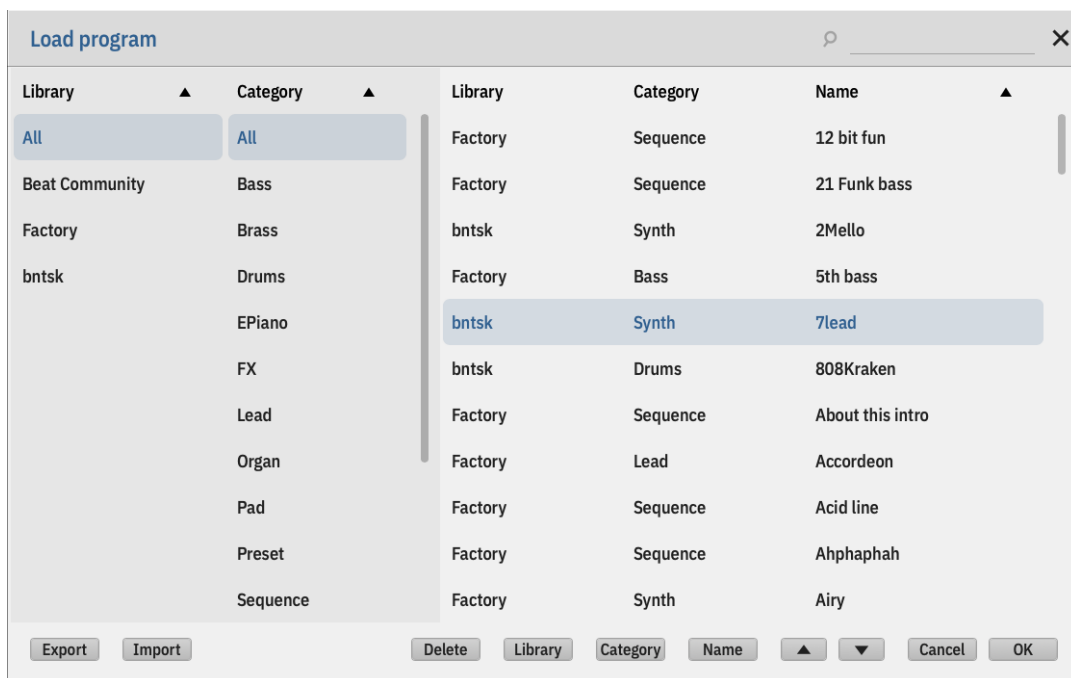 Load program
Library Category Library Category Name
All All Factory Sequence 12 bit fun
Beat Community Bass Factory Sequence 21 Funk bass
Factory Brass bntsk Synth 2Mello
bntsk Drums Factory Bass 5th bass
EPiano bntsk Synth 7lead
FX bntsk Drums 808Kraken
Lead Factory Sequence About this intro
Organ Factory Lead Accordeon
Pad Factory Sequence Acid line
Preset Factory Sequence Ahphaphah
Sequence Factory Synth Airy
Export Import Delete Library Category Name Cancel OK